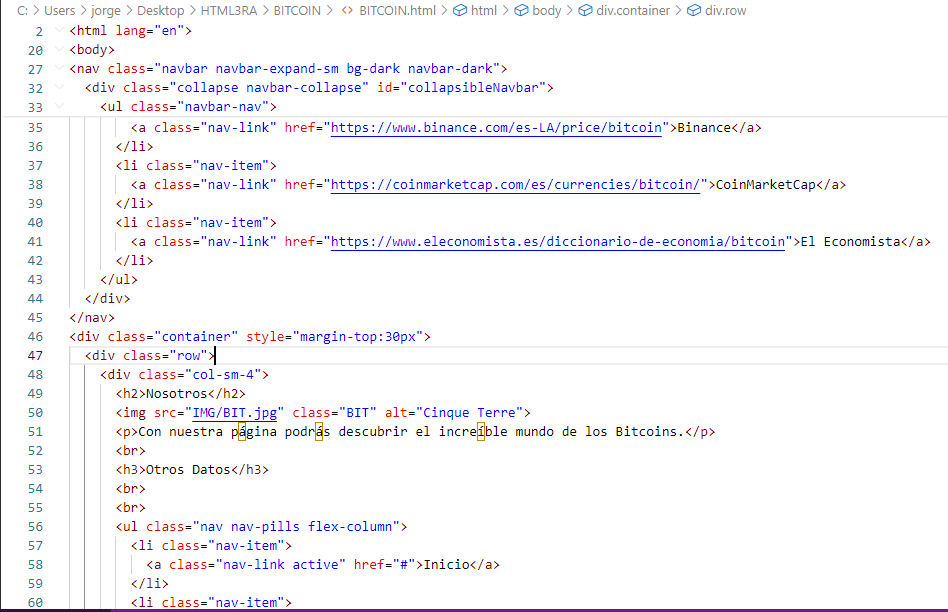 C: > Users > jorge > Desktop > HTML3RA > BITCOIN > <> BITCOIN.html > html > body > div.container > div.row
2 <html lang="en">
20 <body>
27 <nav class="navbar navbar-expand-sm bg-dark navbar-dark">
32 <div class="collapse navbar-collapse" id="collapsibleNavbar">
33 <ul class="navbar-nav">
35 <a class="nav-link" href="https://www.binance.com/es-LA/price/bitcoin">Binance</a>
36 </li>
37 <li class="nav-item">
38 <a class="nav-link" href="https://coinmarketcap.com/es/currencies/bitcoin/">CoinMarketCap</a>
39 </li>
40 <li class="nav-item">
41 <a class="nav-link" href="https://www.eleconomista.es/diccionario-de-economia/bitcoin">El Economista</a>
42 </li>
43 </ul>
44 </div>
45 </nav>
46 <div class="container" style="margin-top:30px">
47 <div class="row">
48 <div class="col-sm-4">
49 <h2>Nosotros</h2>
50 <img src="IMG/BIT.jpg" class="BIT" alt="Cinque Terre">
51 <p>Con nuestra página podrás descubrir el increíble mundo de los Bitcoins.</p>
52 <br>
53 <h3>Otros Datos</h3>
54 <br>
55 <br>
56 <ul class="nav nav-pills flex-column">
57 <li class="nav-item">
58 <a class="nav-link active" href="#">Inicio</a>
59 </li>
60 <li class="nav-item">